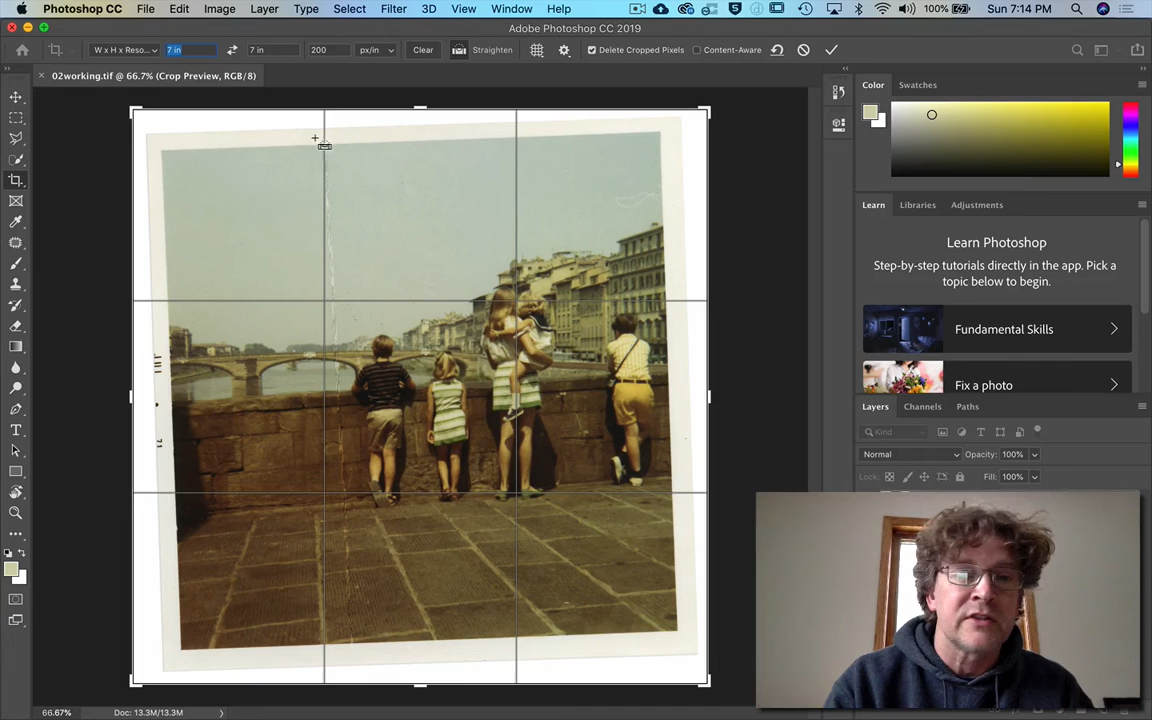 Photoshop CC File Edit Image Layer Type Select Filter 3D View Window Help 100% Sun 7:14 PM
Adobe Photoshop CC 2019
W x H x Reso... 7 in 7 in 200 px/in Clear Straighten Delete Cropped Pixels Content-Aware
× 02working.tif @ 66.7% (Crop Preview, RGB/8)
Color Swatches
Learn Libraries Adjustments
Learn Photoshop
Step-by-step tutorials directly in the app. Pick a
topic below to begin.
Fundamental Skills
Fix a photo
Layers Channels Paths
Kind
Normal Opacity: 100%
Lock: Fill: 100%
71
66.67% Doc: 13.3M/13.3M